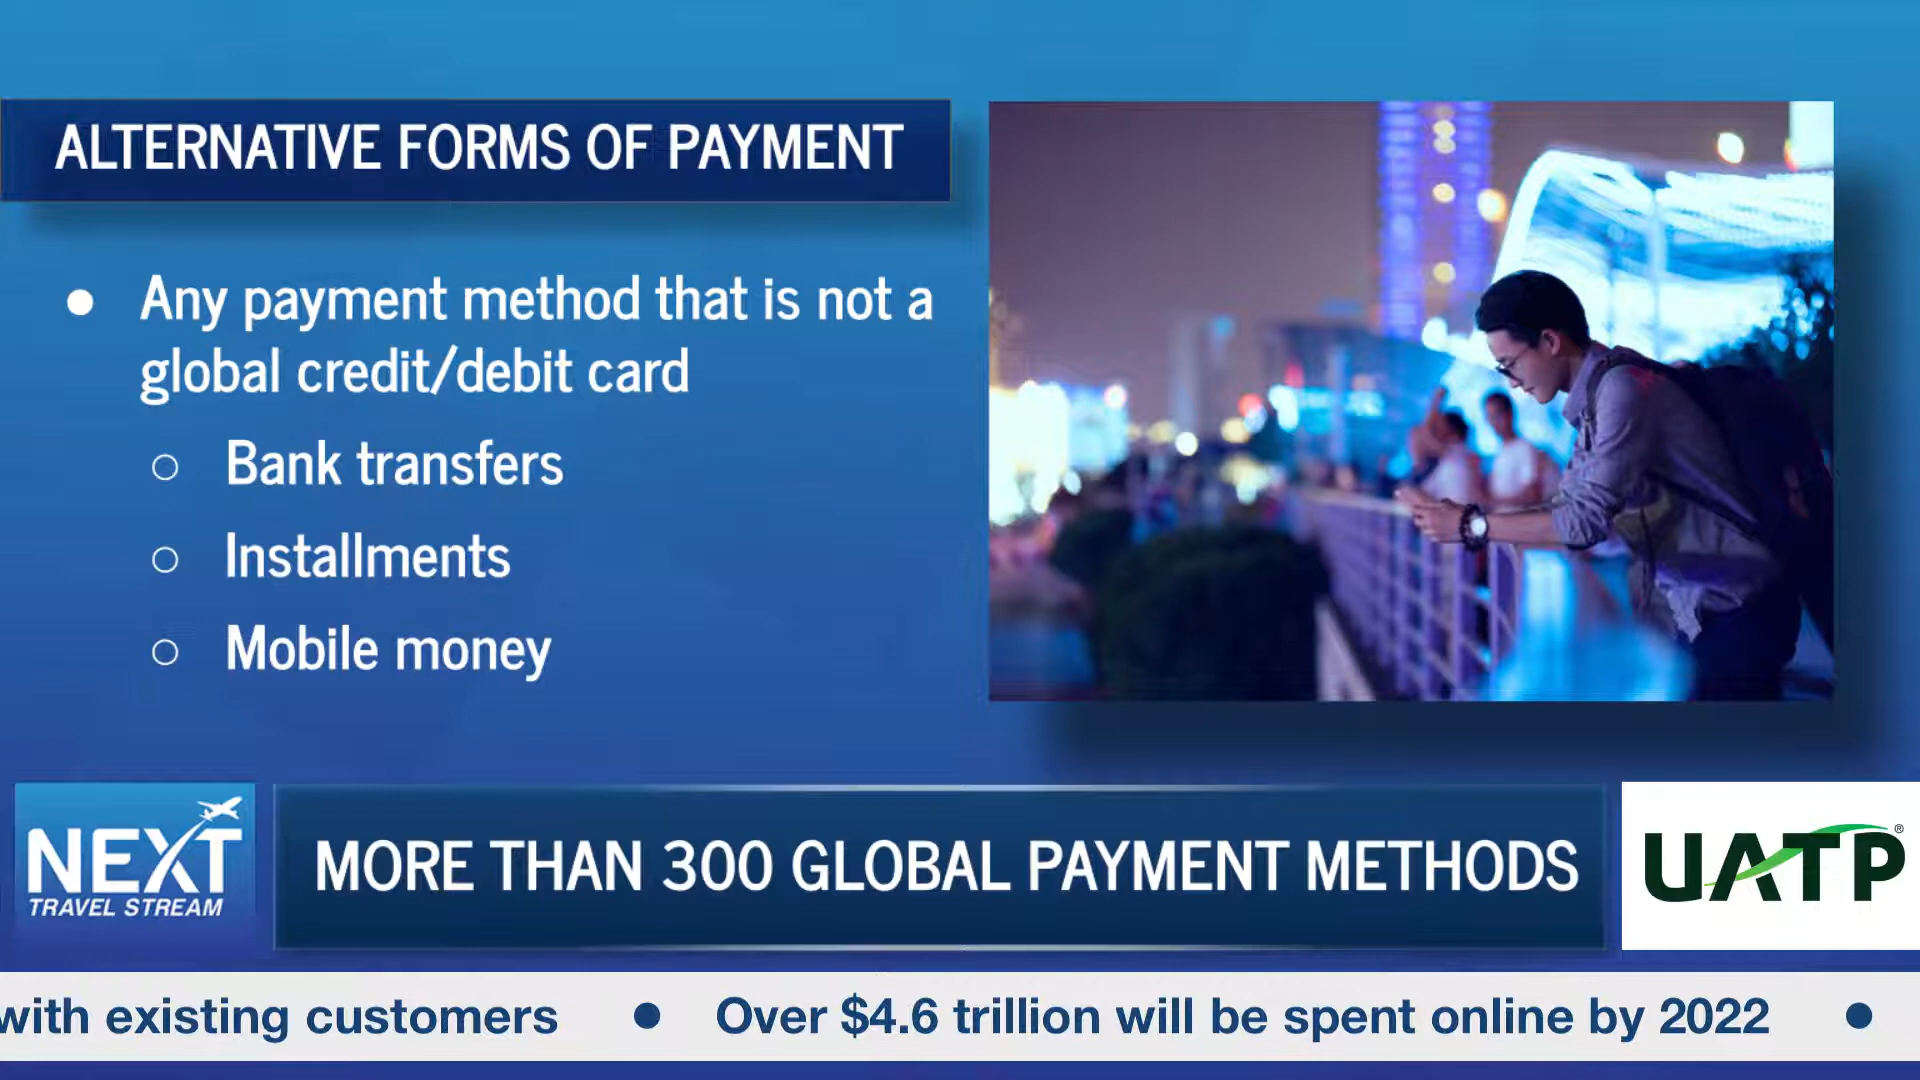 ALTERNATIVE FORMS OF PAYMENT
● Any payment method that is not a
global credit/debit card
○ Bank transfers
○ Installments
○ Mobile money
NEXT
TRAVEL STREAM
MORE THAN 300 GLOBAL PAYMENT METHODS
UATP®
with existing customers ● Over $4.6 trillion will be spent online by 2022 ●